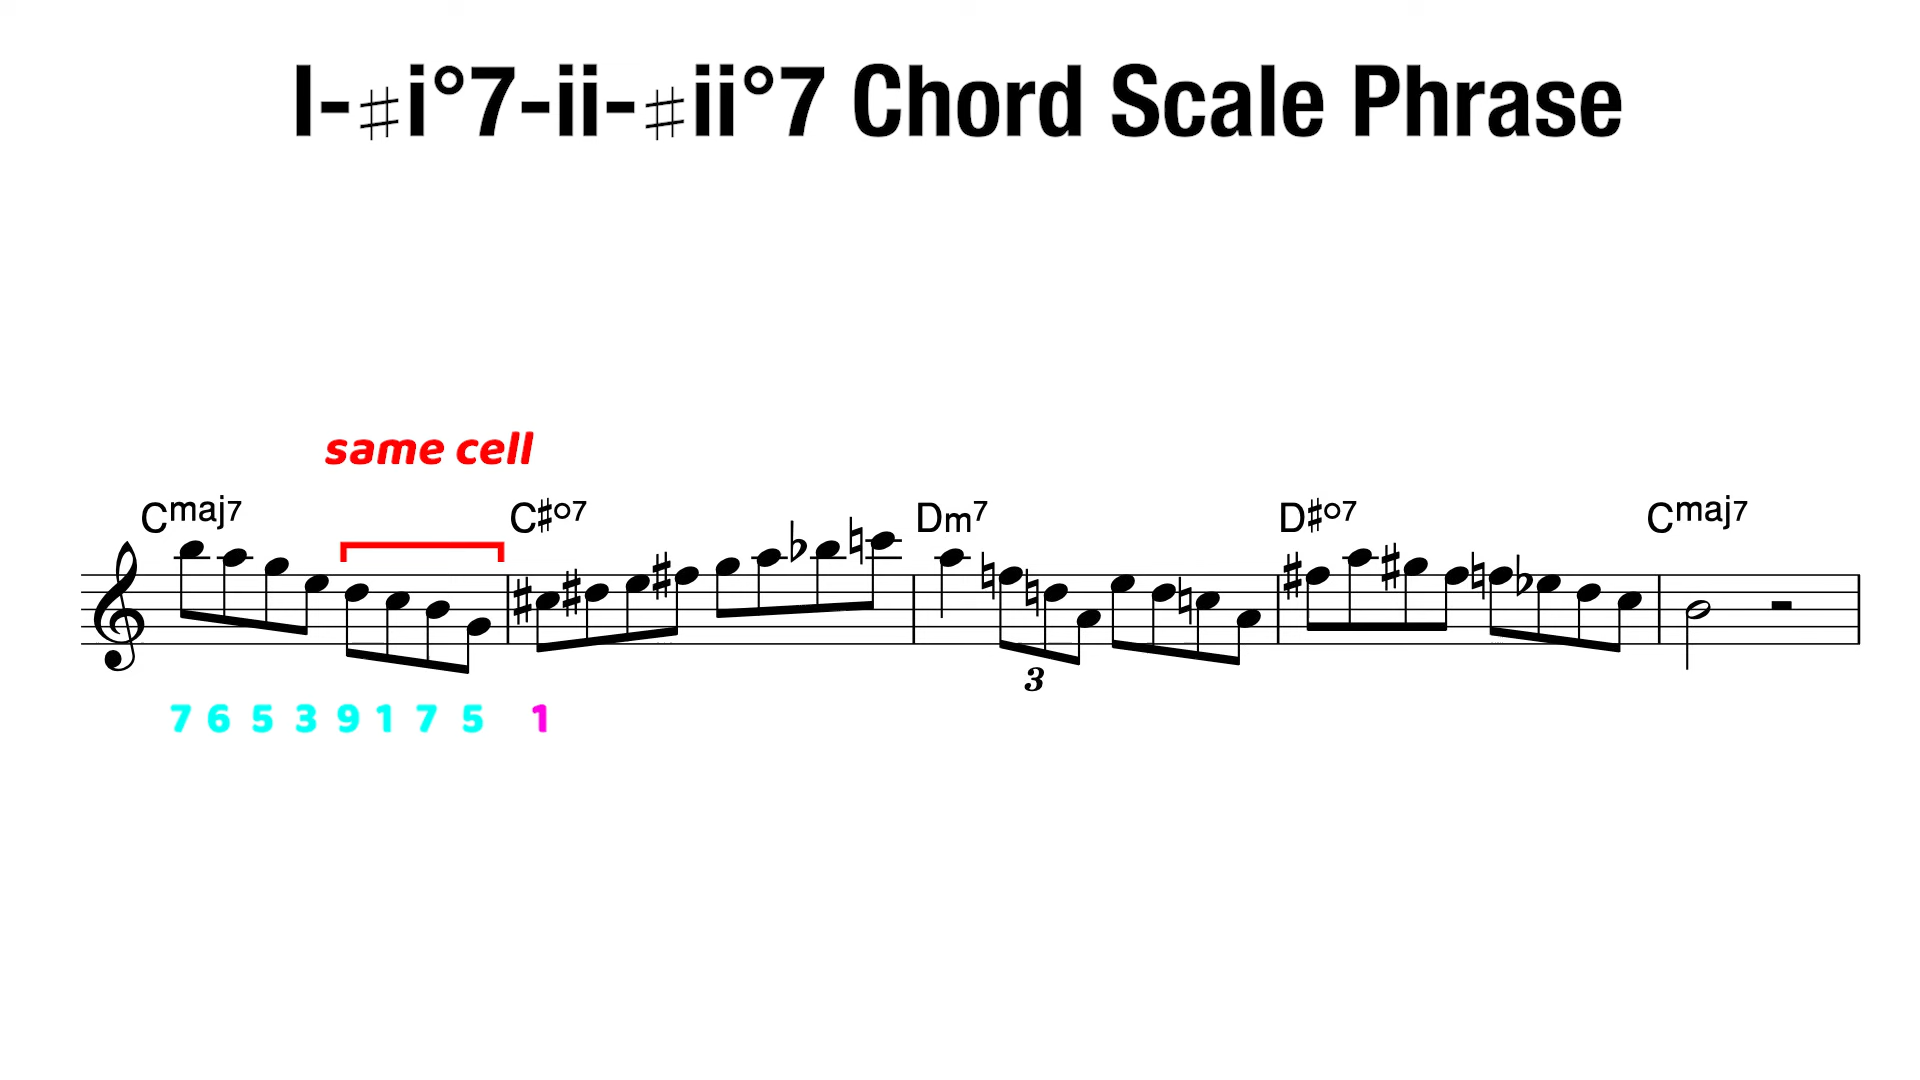 I-♯i°7-ii-♯ii°7 Chord Scale Phrase
same cell
Cmaj7 C♯o7 Dm7 D♯o7 Cmaj7
3
7 6 5 3 9 1 7 5 1